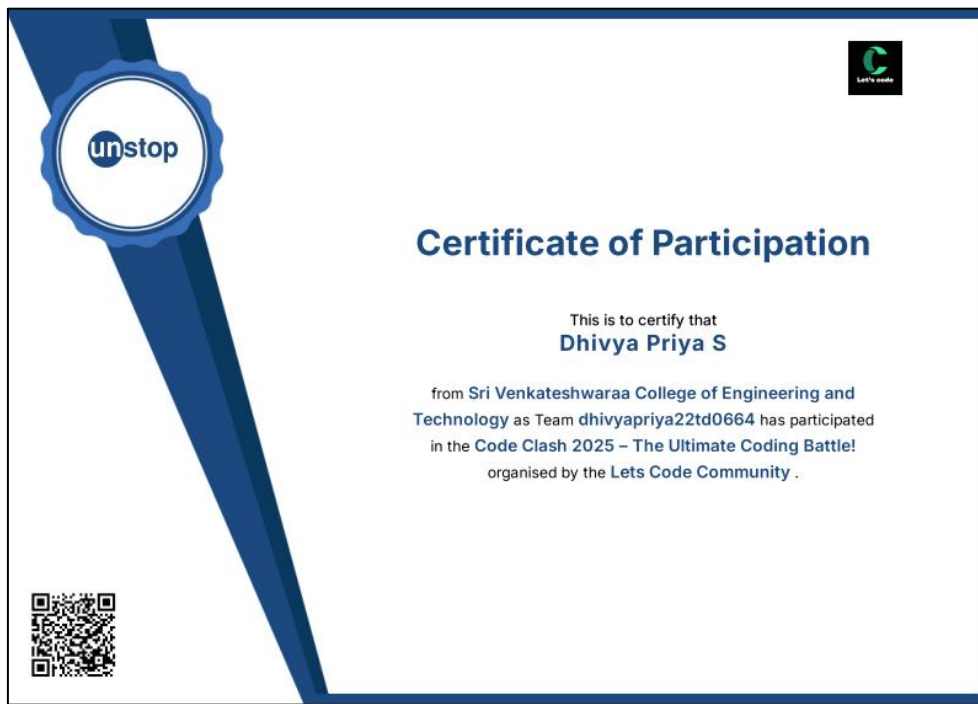 Let's code
unstop
Certificate of Participation
This is to certify that
Dhivya Priya S
from Sri Venkateshwaraa College of Engineering and
Technology as Team dhivyapriya22td0664 has participated
in the Code Clash 2025 – The Ultimate Coding Battle!
organised by the Lets Code Community .